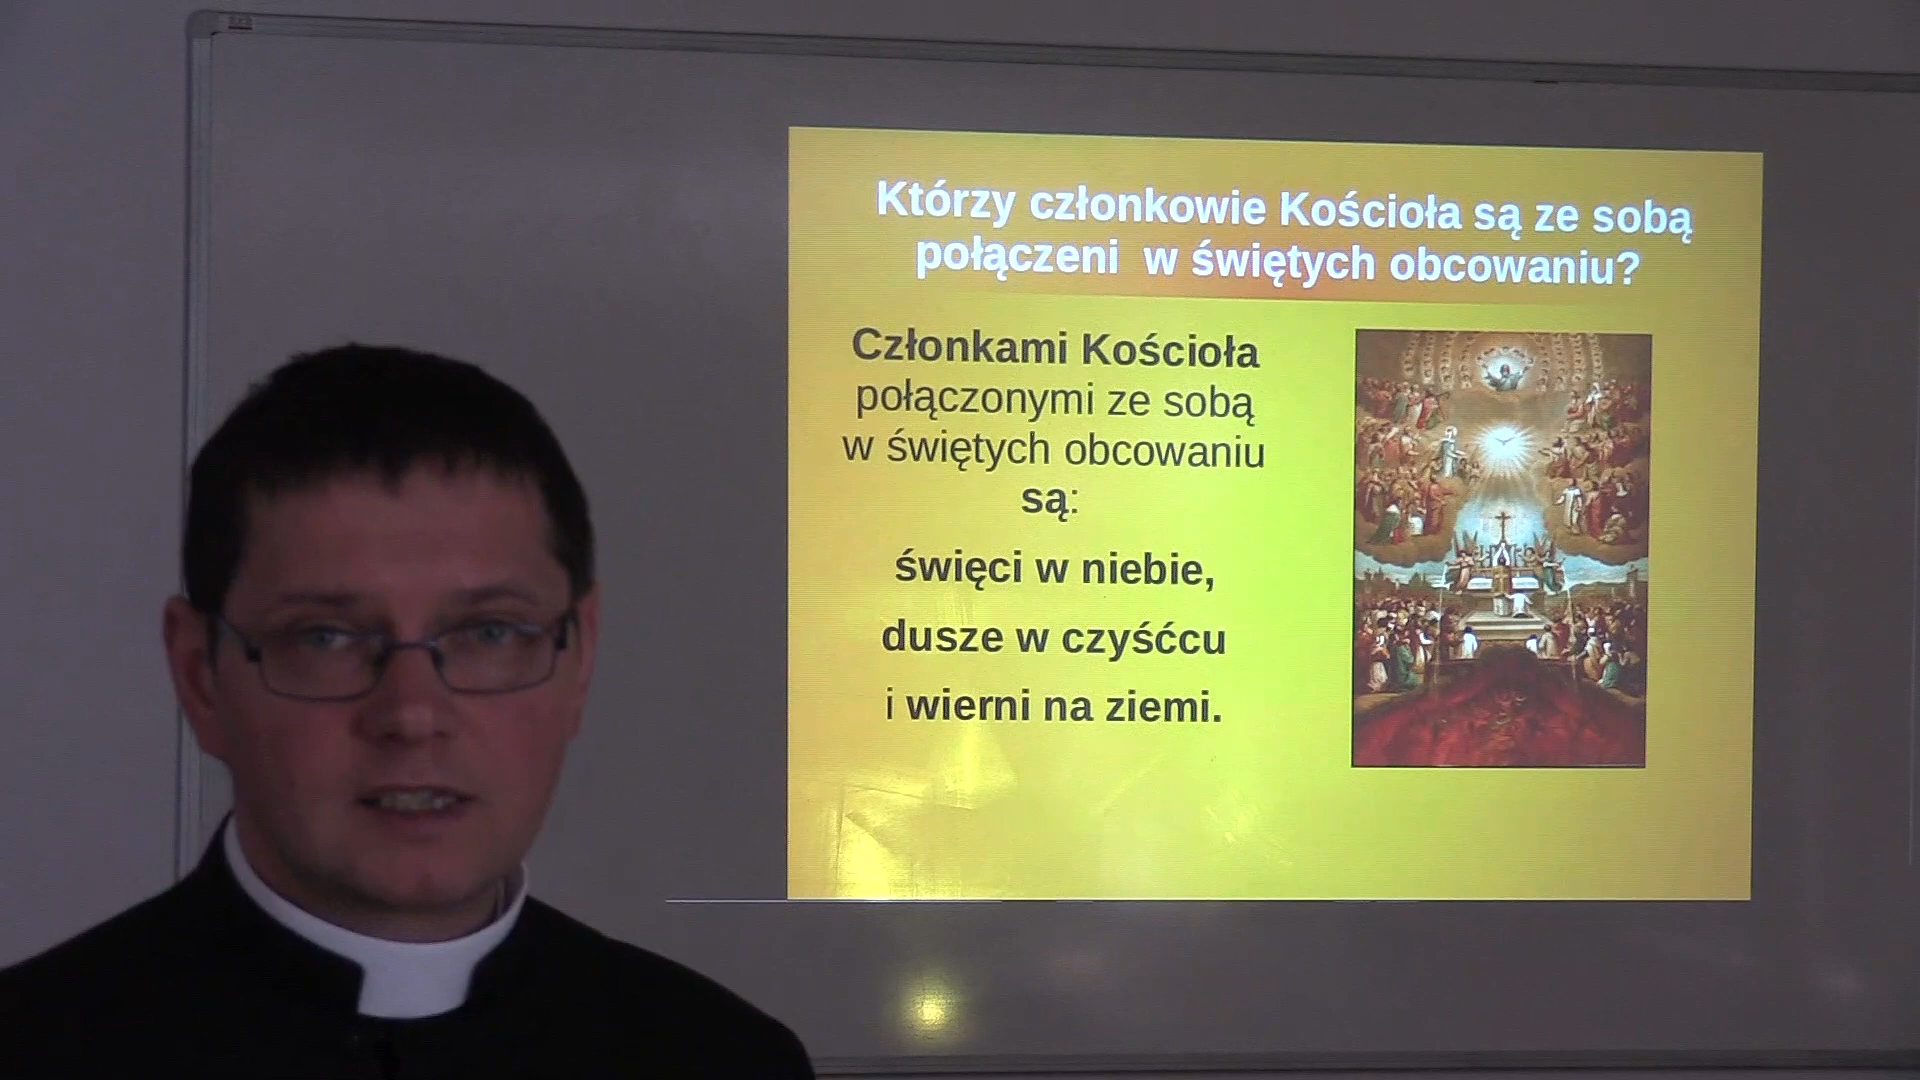 Którzy członkowie Kościoła są ze sobą
połączeni w świętych obcowaniu?
Członkami Kościoła
połączonymi ze sobą
w świętych obcowaniu
są:
święci w niebie,
dusze w czyśćcu
i wierni na ziemi.